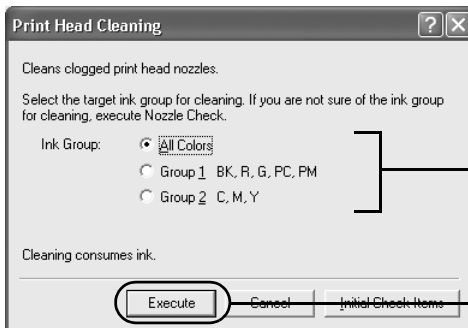 Print Head Cleaning
Cleans clogged print head nozzles.
Select the target ink group for cleaning. If you are not sure of the ink group
for cleaning, execute Nozzle Check.
Ink Group: All Colors
Group 1 BK, R, G, PC, PM
Group 2 C, M, Y
Cleaning consumes ink.
Execute Cancel Initial Check Items